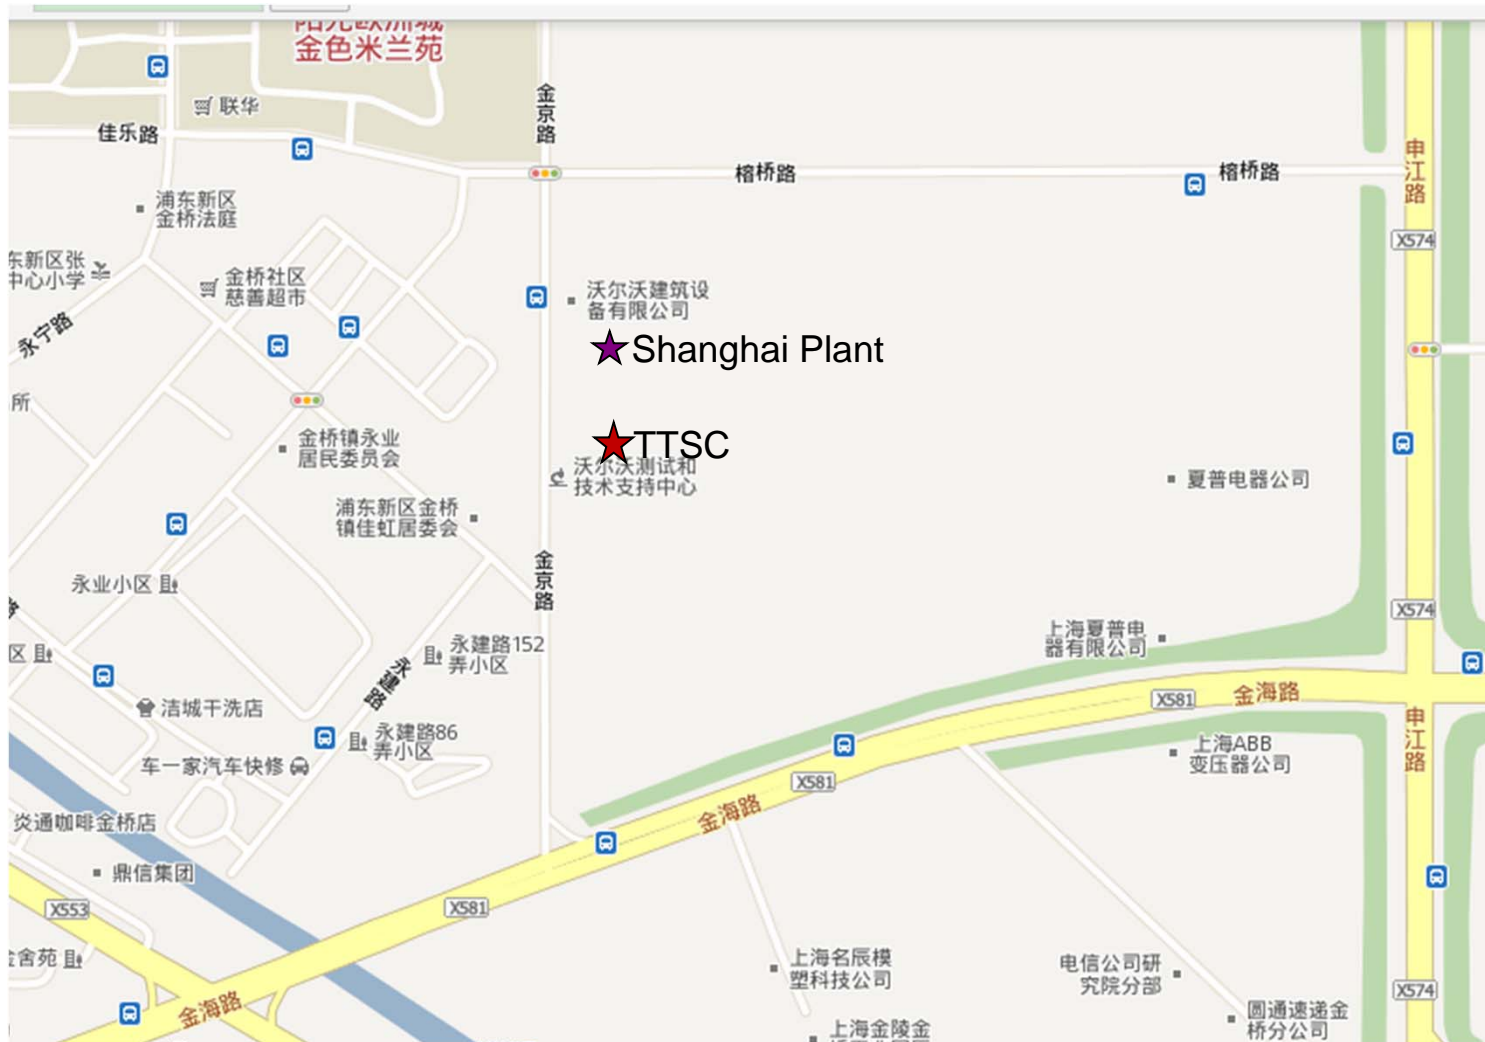 金色米兰苑
联华
佳乐路
金京路
榕桥路
榕桥路
申江路
X574
浦东新区
金桥法庭
东新区张
中心小学
金桥社区
慈善超市
永宁路
沃尔沃建筑设
备有限公司
Shanghai Plant
所
金桥镇永业
居民委员会
TTSC
沃尔沃测试和
技术支持中心
夏普电器公司
浦东新区金桥
镇佳虹居委会
金京路
永业小区
路
X574
上海夏普电
器有限公司
区
永建路152
弄小区
永建路
洁城干洗店
永建路86
弄小区
车一家汽车快修
X581
金海路
申江路
上海ABB
变压器公司
X581
金海路
炎通咖啡金桥店
鼎信集团
X553
X581
金舍苑
金海路
上海名辰模
塑科技公司
电信公司研
究院分部
X574
圆通速递金
桥分公司
上海金陵金